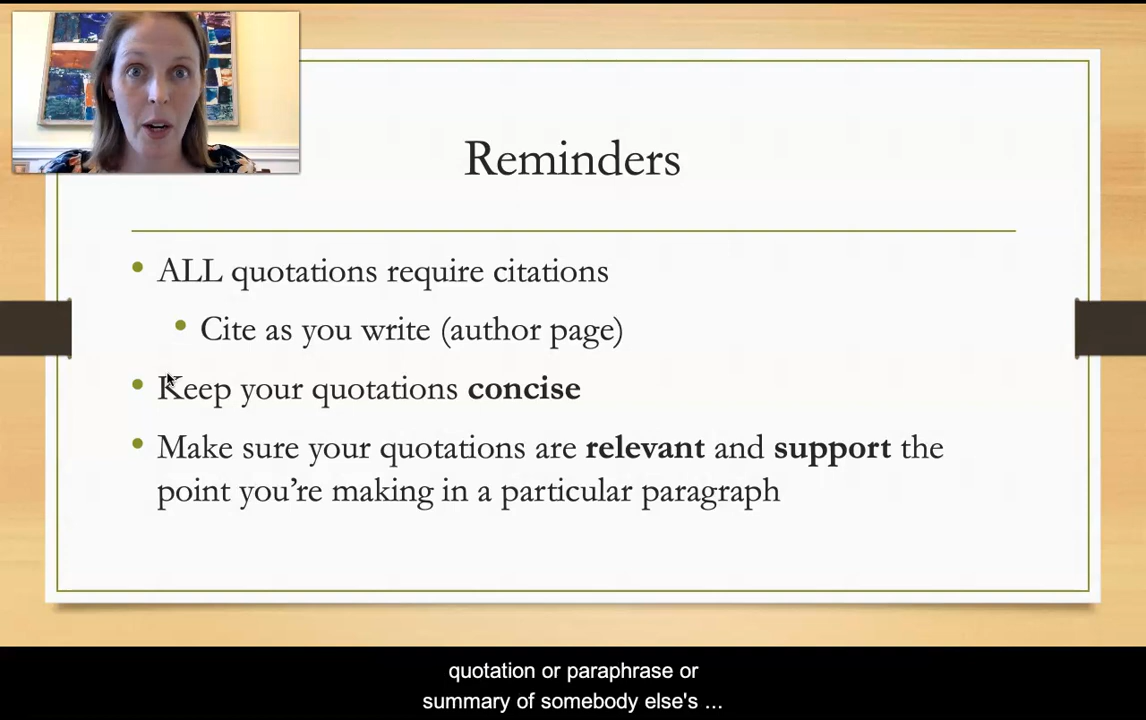 Reminders
ALL quotations require citations
Cite as you write (author page)
Keep your quotations concise
Make sure your quotations are relevant and support the
point you're making in a particular paragraph
quotation or paraphrase or
summary of somebody else's ...